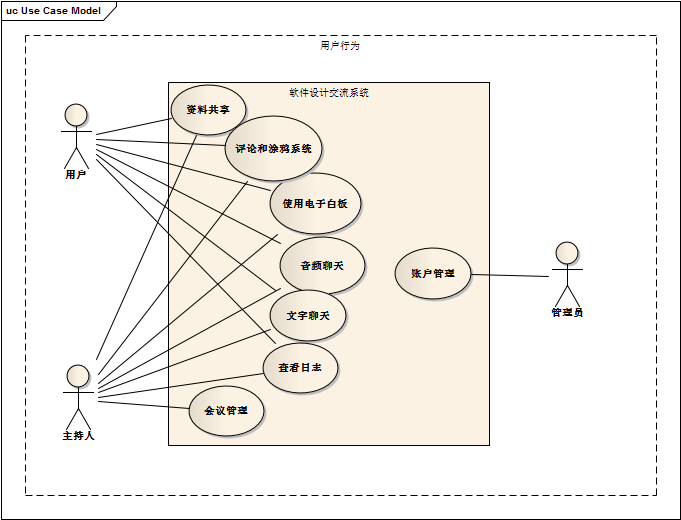 uc Use Case Model
用户行为
软件设计交流系统
资料共享
评论和涂鸦系统
用户
使用电子白板
音频聊天
账户管理
管理员
文字聊天
查看日志
会议管理
主持人